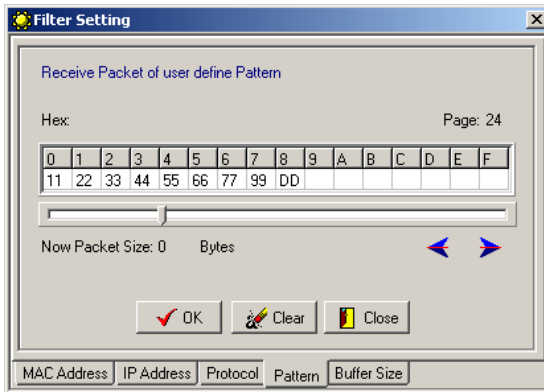 Filter Setting
Receive Packet of user define Pattern
Hex: Page: 24
0 1 2 3 4 5 6 7 8 9 A B C D E F
11 22 33 44 55 66 77 99 DD
Now Packet Size: 0 Bytes
OK Clear Close
MAC Address IP Address Protocol Pattern Buffer Size